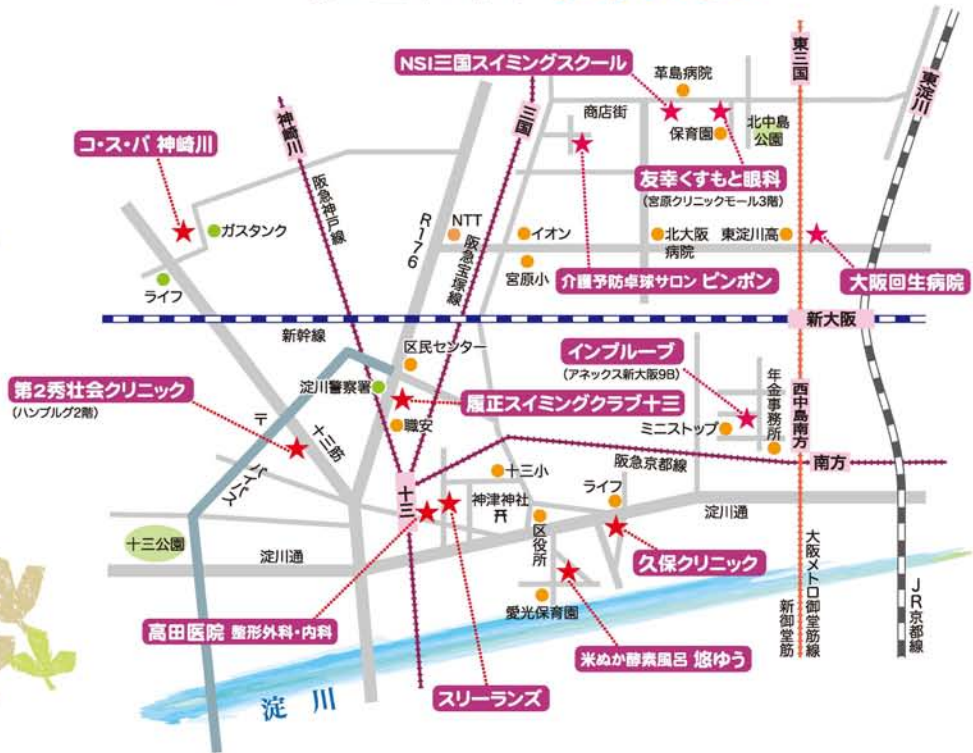 東三国
NSI三国スイミングスクール
革島病院
東淀川
商店街
三国
保育園
北中島
公園
神崎川
コ・ス・パ 神崎川
友幸くすもと眼科
(宮原クリニックモール3階)
阪急神戸線
R176
NTT
ガスタンク
イオン
北大阪
病院
東淀川高
阪急宝塚線
宮原小
介護予防卓球サロン ピンポン
大阪回生病院
ライフ
新大阪
新幹線
区民センター
インプルーブ
(アネックス新大阪9B)
第2秀壮会クリニック
(ハンブルグ2階)
淀川警察署
年金事務所
西中島南方
履正スイミングクラブ十三
〒
職安
ミニストップ
十三筋
バイパス
阪急京都線
南方
十三小
十三
神津神社
ライフ
淀川通
区役所
十三公園
淀川通
久保クリニック
大阪メトロ御堂筋線
新御堂筋
JR京都線
愛光保育園
高田医院 整形外科・内科
米ぬか酵素風呂 悠ゆう
スリーランズ
淀川